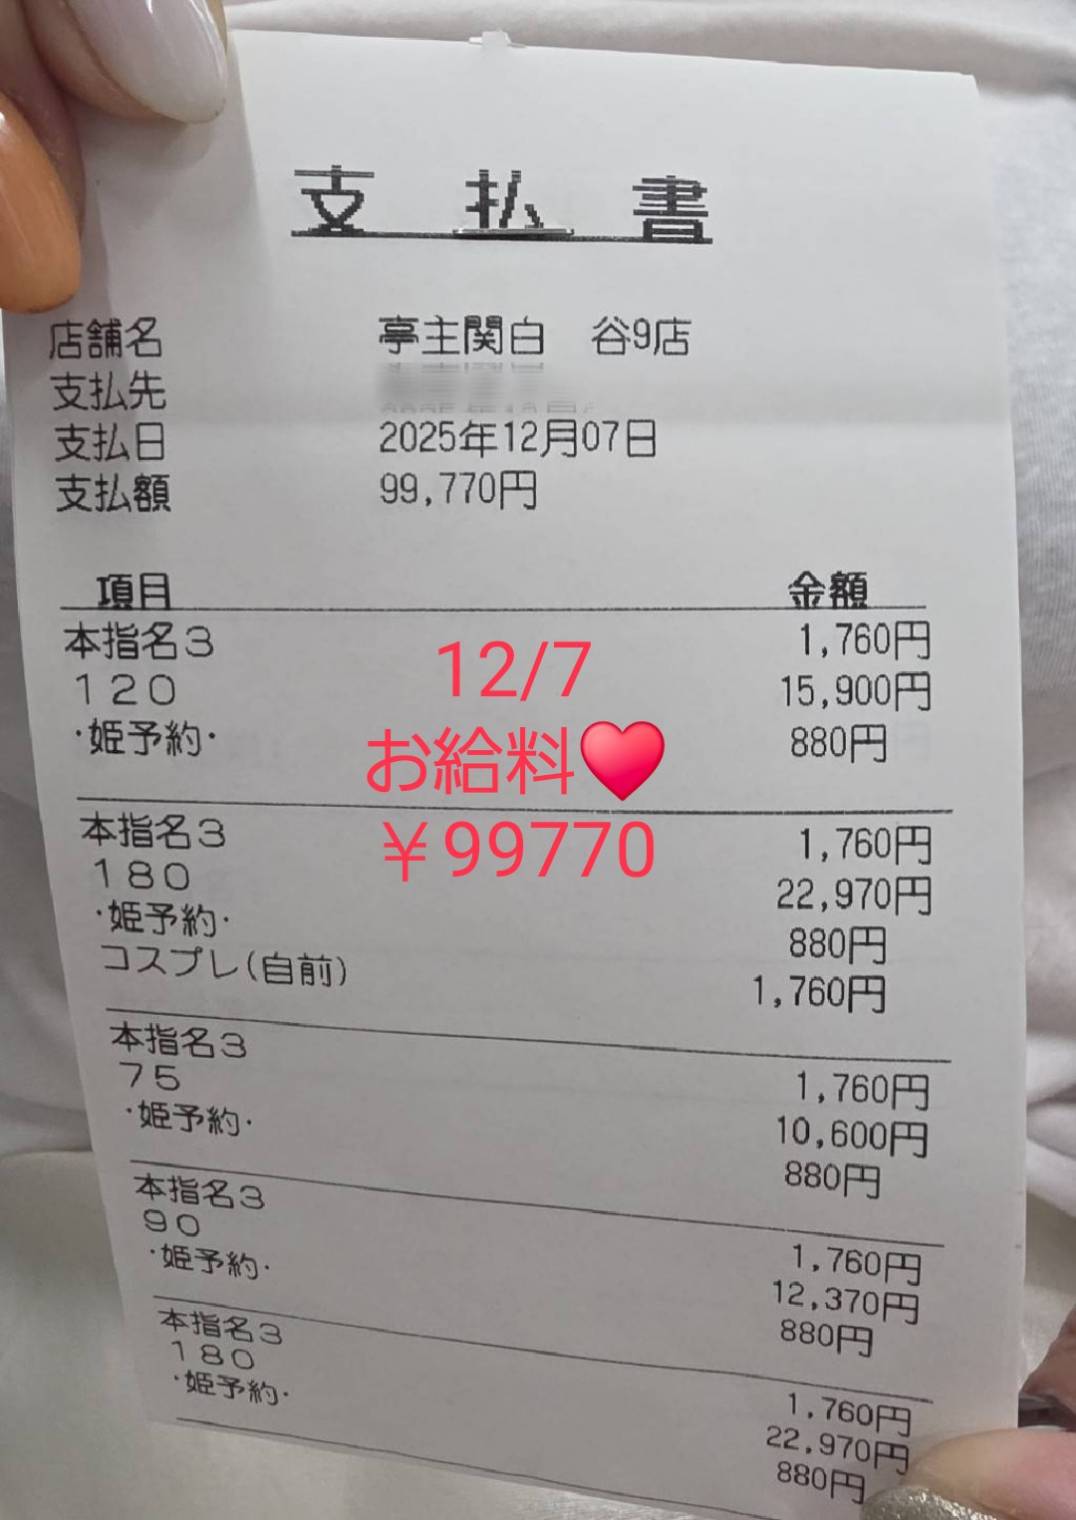 支払書
店舗名 亭主関白 谷9店
支払先
支払日 2025年12月07日
支払額 99,770円
項目 金額
本指名3 1,760円
120 15,900円
・姫予約・ 880円
12/7
お給料❤️
￥99770
本指名3 1,760円
180 22,970円
・姫予約・ 880円
コスプレ(自前) 1,760円
本指名3 1,760円
75 10,600円
・姫予約・ 880円
本指名3 1,760円
90 12,370円
・姫予約・ 880円
本指名3 1,760円
180 22,970円
・姫予約・ 880円